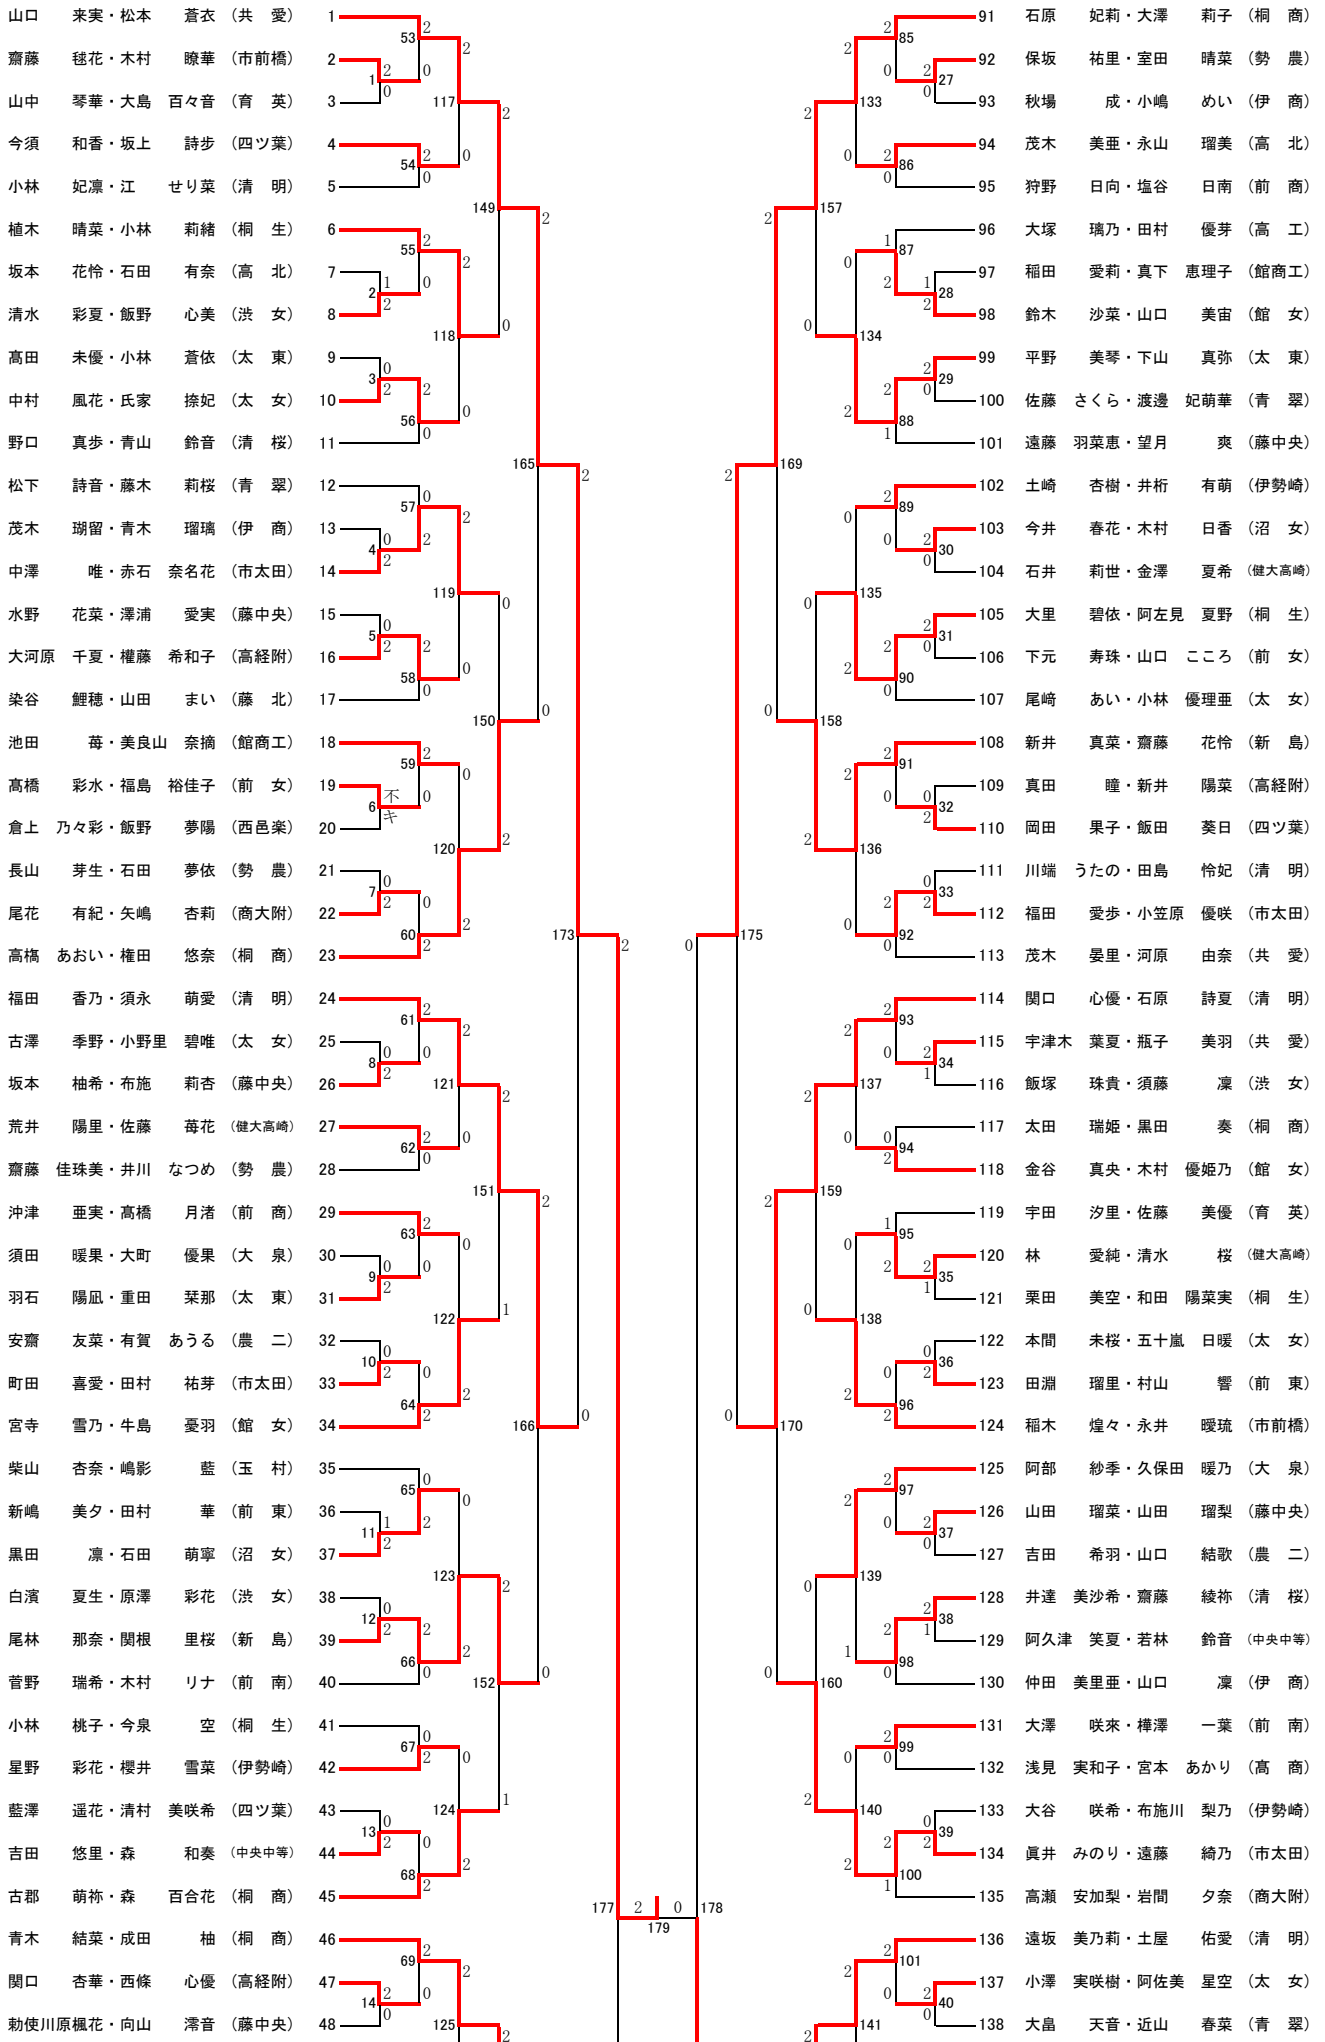 山口 来実・松本 蒼衣 (共 愛) 1
齋藤 毬花・木村 瞭華 (市前橋) 2
山中 琴華・大島 百々音 (育 英) 3
今須 和香・坂上 詩歩 (四ツ葉) 4
小林 妃凛・江 せり菜 (清 明) 5
植木 晴菜・小林 莉緒 (桐 生) 6
坂本 花怜・石田 有奈 (高 北) 7
清水 彩夏・飯野 心美 (渋 女) 8
髙田 未優・小林 蒼依 (太 東) 9
中村 風花・氏家 捺妃 (太 女) 10
野口 真歩・青山 鈴音 (清 桜) 11
松下 詩音・藤木 莉桜 (青 翠) 12
茂木 瑚留・青木 瑠璃 (伊 商) 13
中澤 唯・赤石 奈名花 (市太田) 14
水野 花菜・澤浦 愛実 (藤中央) 15
大河原 千夏・權藤 希和子 (高経附) 16
染谷 鯉穂・山田 まい (藤 北) 17
池田 苺・美良山 奈摘 (館商工) 18
髙橋 彩水・福島 裕佳子 (前 女) 19
倉上 乃々彩・飯野 夢陽 (西邑楽) 20
長山 芽生・石田 夢依 (勢 農) 21
尾花 有紀・矢嶋 杏莉 (商大附) 22
高橋 あおい・権田 悠奈 (桐 商) 23
福田 香乃・須永 萌愛 (清 明) 24
古澤 季野・小野里 碧唯 (太 女) 25
坂本 柚希・布施 莉杏 (藤中央) 26
荒井 陽里・佐藤 苺花 (健大高崎) 27
齋藤 佳珠美・井川 なつめ (勢 農) 28
沖津 亜実・髙橋 月渚 (前 商) 29
須田 暖果・大町 優果 (大 泉) 30
羽石 陽凪・重田 栞那 (太 東) 31
安齋 友菜・有賀 あうる (農 二) 32
町田 喜愛・田村 祐芽 (市太田) 33
宮寺 雪乃・牛島 憂羽 (館 女) 34
柴山 杏奈・嶋影 藍 (玉 村) 35
新嶋 美夕・田村 華 (前 東) 36
黒田 凛・石田 萌寧 (沼 女) 37
白濱 夏生・原澤 彩花 (渋 女) 38
尾林 那奈・関根 里桜 (新 島) 39
菅野 瑞希・木村 リナ (前 南) 40
小林 桃子・今泉 空 (桐 生) 41
星野 彩花・櫻井 雪菜 (伊勢崎) 42
藍澤 遥花・清村 美咲希 (四ツ葉) 43
吉田 悠里・森 和奏 (中央中等) 44
古郡 萌祢・森 百合花 (桐 商) 45
青木 結菜・成田 柚 (桐 商) 46
関口 杏華・西條 心優 (高経附) 47
勅使川原楓花・向山 澪音 (藤中央) 48
91 石原 妃莉・大澤 莉子 (桐 商)
92 保坂 祐里・室田 晴菜 (勢 農)
93 秋場 成・小嶋 めい (伊 商)
94 茂木 美亜・永山 瑠美 (高 北)
95 狩野 日向・塩谷 日南 (前 商)
96 大塚 璃乃・田村 優芽 (高 工)
97 稲田 愛莉・真下 恵理子 (館商工)
98 鈴木 沙菜・山口 美宙 (館 女)
99 平野 美琴・下山 真弥 (太 東)
100 佐藤 さくら・渡邊 妃萌華 (青 翠)
101 遠藤 羽菜恵・望月 爽 (藤中央)
102 土崎 杏樹・井桁 有萌 (伊勢崎)
103 今井 春花・木村 日香 (沼 女)
104 石井 莉世・金澤 夏希 (健大高崎)
105 大里 碧依・阿左見 夏野 (桐 生)
106 下元 寿珠・山口 こころ (前 女)
107 尾﨑 あい・小林 優理亜 (太 女)
108 新井 真菜・齋藤 花怜 (新 島)
109 真田 瞳・新井 陽菜 (高経附)
110 岡田 果子・飯田 葵日 (四ツ葉)
111 川端 うたの・田島 怜妃 (清 明)
112 福田 愛歩・小笠原 優咲 (市太田)
113 茂木 晏里・河原 由奈 (共 愛)
114 関口 心優・石原 詩夏 (清 明)
115 宇津木 葉夏・瓶子 美羽 (共 愛)
116 飯塚 珠貴・須藤 凜 (渋 女)
117 太田 瑞姫・黒田 奏 (桐 商)
118 金谷 真央・木村 優姫乃 (館 女)
119 宇田 汐里・佐藤 美優 (育 英)
120 林 愛純・清水 桜 (健大高崎)
121 栗田 美空・和田 陽菜実 (桐 生)
122 本間 未桜・五十嵐 日暖 (太 女)
123 田淵 瑠里・村山 響 (前 東)
124 稲木 煌々・永井 曖琉 (市前橋)
125 阿部 紗季・久保田 暖乃 (大 泉)
126 山田 瑠菜・山田 瑠梨 (藤中央)
127 吉田 希羽・山口 結歌 (農 二)
128 井達 美沙希・齋藤 綾祢 (清 桜)
129 阿久津 笑夏・若林 鈴音 (中央中等)
130 仲田 美里亜・山口 凜 (伊 商)
131 大澤 咲來・樺澤 一葉 (前 南)
132 浅見 実和子・宮本 あかり (高 商)
133 大谷 咲希・布施川 梨乃 (伊勢崎)
134 眞井 みのり・遠藤 綺乃 (市太田)
135 高瀬 安加梨・岩間 夕奈 (商大附)
136 遠坂 美乃莉・土屋 佑愛 (清 明)
137 小澤 実咲樹・阿佐美 星空 (太 女)
138 大畠 天音・近山 春菜 (青 翠)
不
キ
177 2 0 178
179